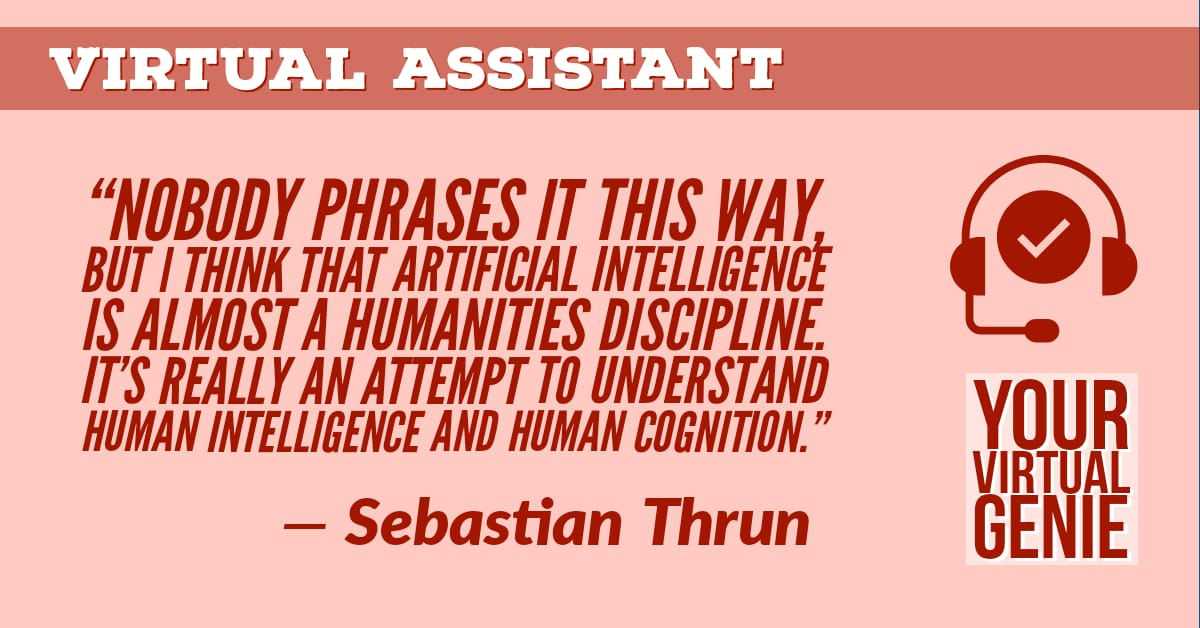 VIRTUAL ASSISTANT
“NOBODY PHRASES IT THIS WAY,
BUT I THINK THAT ARTIFICIAL INTELLIGENCE
IS ALMOST A HUMANITIES DISCIPLINE.
IT’S REALLY AN ATTEMPT TO UNDERSTAND
HUMAN INTELLIGENCE AND HUMAN COGNITION.”
— Sebastian Thrun
YOUR
VIRTUAL
GENIE